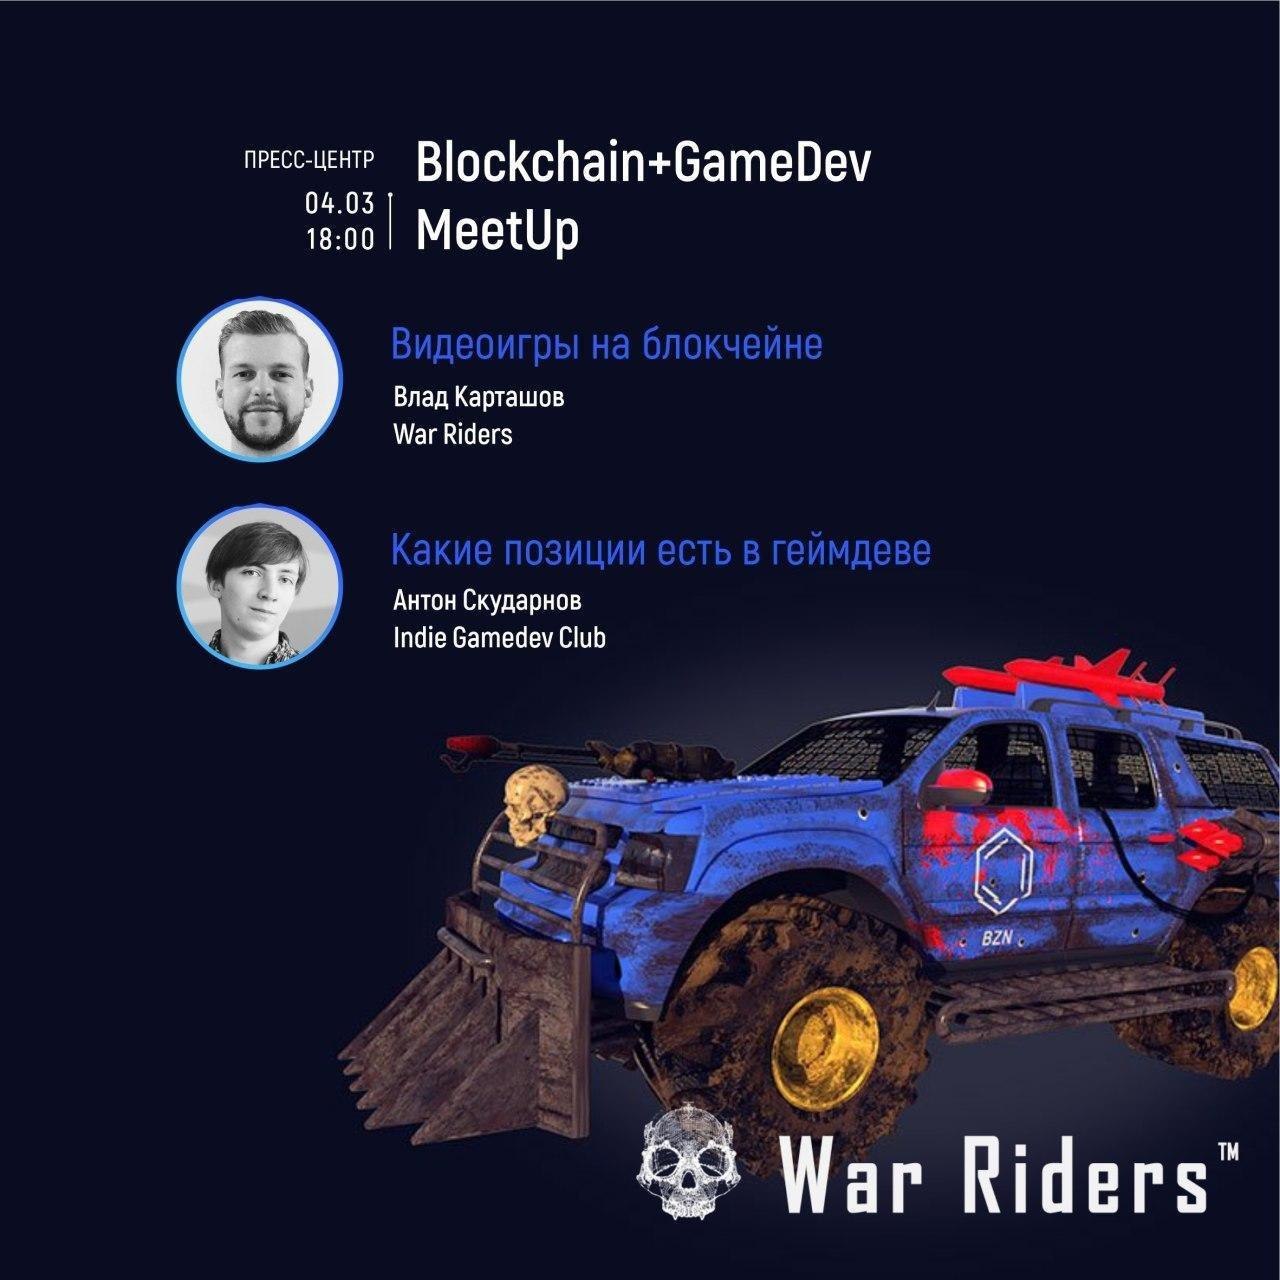 ПРЕСС-ЦЕНТР
04.03
18:00
Blockchain+GameDev
MeetUp
Видеоигры на блокчейне
Влад Карташов
War Riders
Какие позиции есть в геймдеве
Антон Скударнов
Indie Gamedev Club
BZN
War Riders™